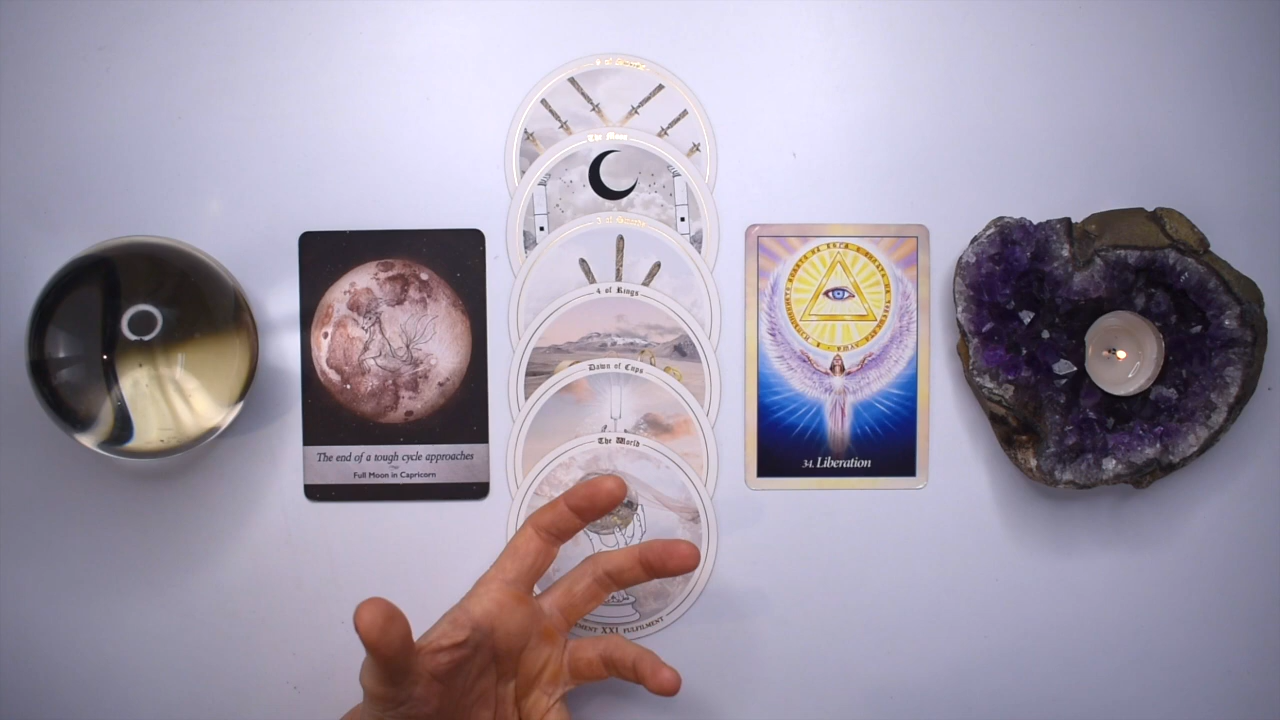 The Moon
4 of Rings
Dawn of Cups
The World
XXI FULFILMENT
The end of a tough cycle approaches
Full Moon in Capricorn
34. Liberation